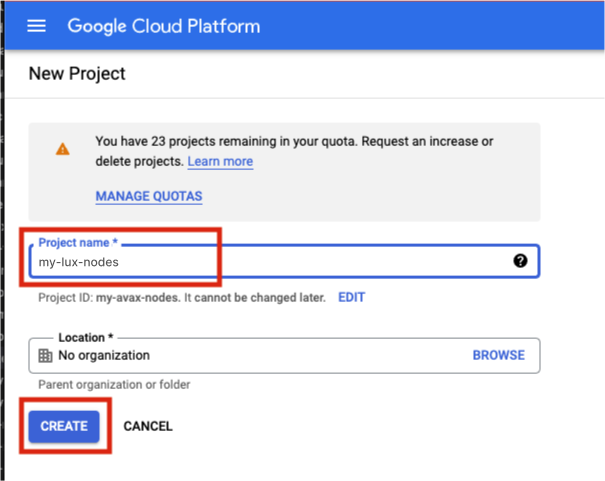 Google Cloud Platform
New Project
You have 23 projects remaining in your quota. Request an increase or
delete projects. Learn more
MANAGE QUOTAS
Project name *
my-lux-nodes
Project ID: my-avax-nodes. It cannot be changed later. EDIT
Location *
No organization BROWSE
Parent organization or folder
CREATE CANCEL